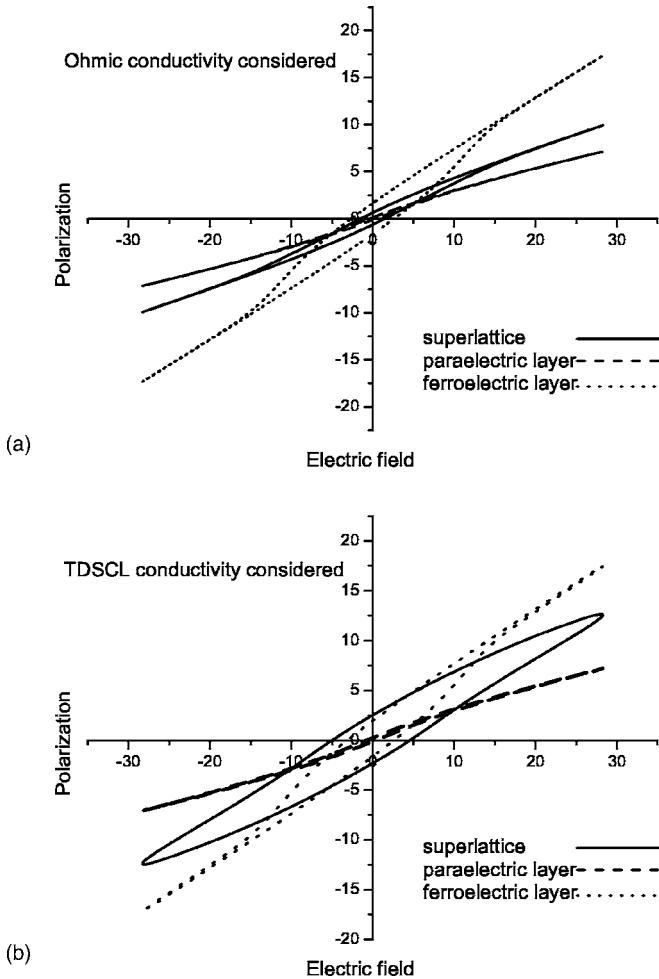 20
Ohmic conductivity considered
15
10
5
0
-30 -20 -10 0 10 20 30
Polarization
-5
-10
superlattice
paraelectric layer
-15
ferroelectric layer
-20
(a)
Electric field
20
TDSCL conductivity considered
15
10
5
0
-30 -20 -10 0 10 20 30
Polarization
-5
-10
superlattice
paraelectric layer
-15
ferroelectric layer
-20
(b)
Electric field